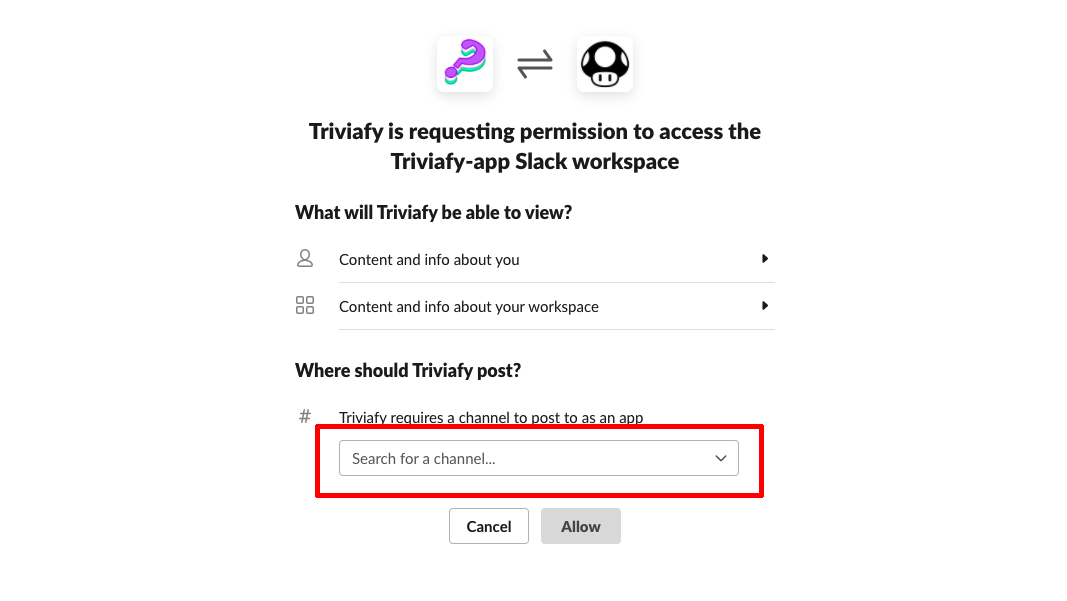 Triviafy is requesting permission to access the
Triviafy-app Slack workspace
What will Triviafy be able to view?
Content and info about you
Content and info about your workspace
Where should Triviafy post?
# Triviafy requires a channel to post to as an app
Search for a channel...
Cancel Allow